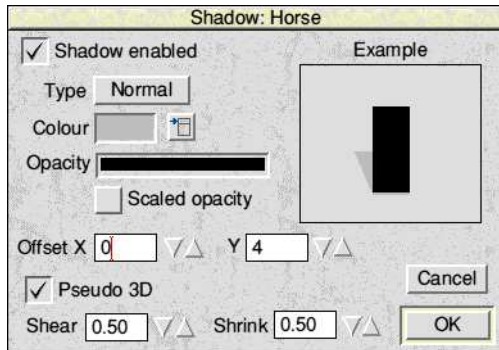 Shadow: Horse
Shadow enabled
Example
Type Normal
Colour
Opacity
Scaled opacity
Offset X 0 Y 4
Pseudo 3D
Cancel
Shear 0.50 Shrink 0.50 OK